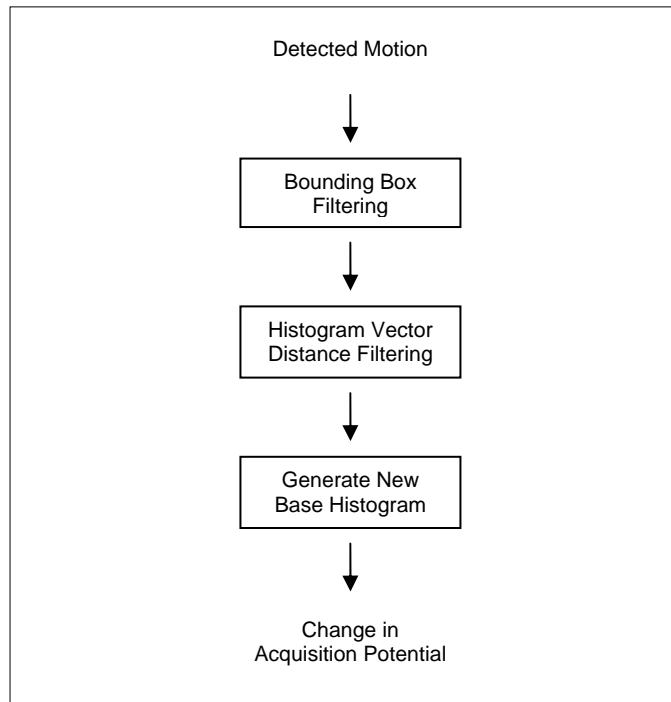 Detected Motion
Bounding Box
Filtering
Histogram Vector
Distance Filtering
Generate New
Base Histogram
Change in
Acquisition Potential